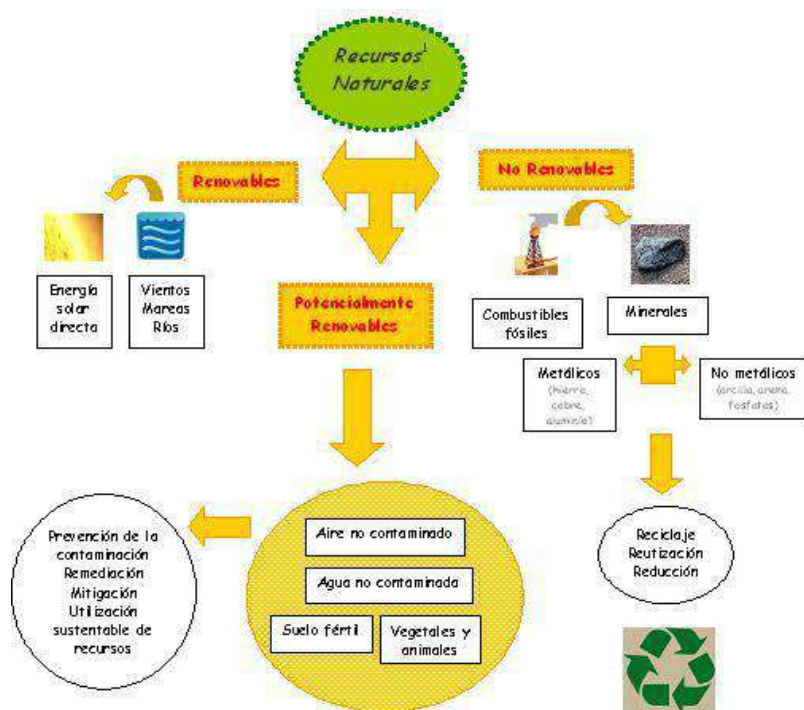 Recursos1
Naturales
Renovables
No Renovables
Energía
solar
directa
Vientos
Mareas
Ríos
Potencialmente
Renovables
Combustibles
fósiles
Minerales
Metálicos
(hierro,
cobre,
aluminio)
No metálicos
(arcilla, arena,
fosfatos)
Prevención de la
contaminación
Remediación
Mitigación
Utilización
sustentable de
recursos
Aire no contaminado
Agua no contaminada
Suelo fértil
Vegetales y
animales
Reciclaje
Reutización
Reducción